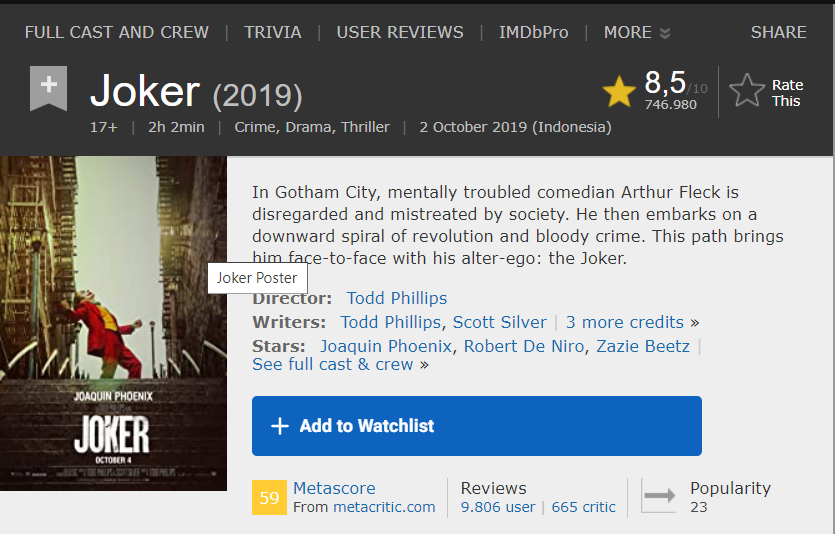 FULL CAST AND CREW | TRIVIA | USER REVIEWS | IMDbPro | MORE SHARE
Joker (2019)
8,5/10
746.980
Rate
This
17+ | 2h 2min | Crime, Drama, Thriller | 2 October 2019 (Indonesia)
In Gotham City, mentally troubled comedian Arthur Fleck is
disregarded and mistreated by society. He then embarks on a
downward spiral of revolution and bloody crime. This path brings
him face-to-face with his alter-ego: the Joker.
Joker Poster
Director: Todd Phillips
Writers: Todd Phillips, Scott Silver | 3 more credits »
Stars: Joaquin Phoenix, Robert De Niro, Zazie Beetz |
See full cast & crew »
JOAQUIN PHOENIX
JOKER
OCTOBER 4
+ Add to Watchlist
59 Metascore
From metacritic.com
Reviews
9.806 user | 665 critic
Popularity
23